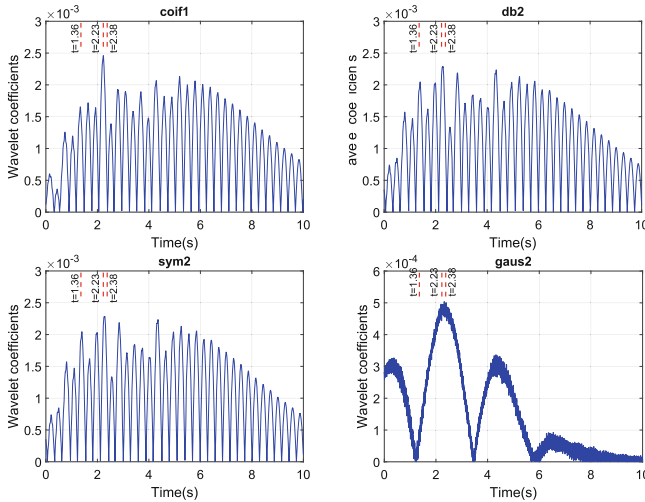 coif1
×10⁻³
3
2.5
2
1.5
1
0.5
0
Wavelet coefficients
t=1.36
t=2.23
t=2.38
0 2 4 6 8 10
Time(s)
db2
×10⁻³
3
2.5
2
1.5
1
0.5
0
ave e coe icien s
t=1.36
t=2.23
t=2.38
0 2 4 6 8 10
Time(s)
sym2
×10⁻³
3
2.5
2
1.5
1
0.5
0
Wavelet coefficients
t=1.36
t=2.23
t=2.38
0 2 4 6 8 10
Time(s)
gaus2
×10⁻⁴
6
5
4
3
2
1
0
Wavelet coefficients
t=1.36
t=2.23
t=2.38
0 2 4 6 8 10
Time(s)